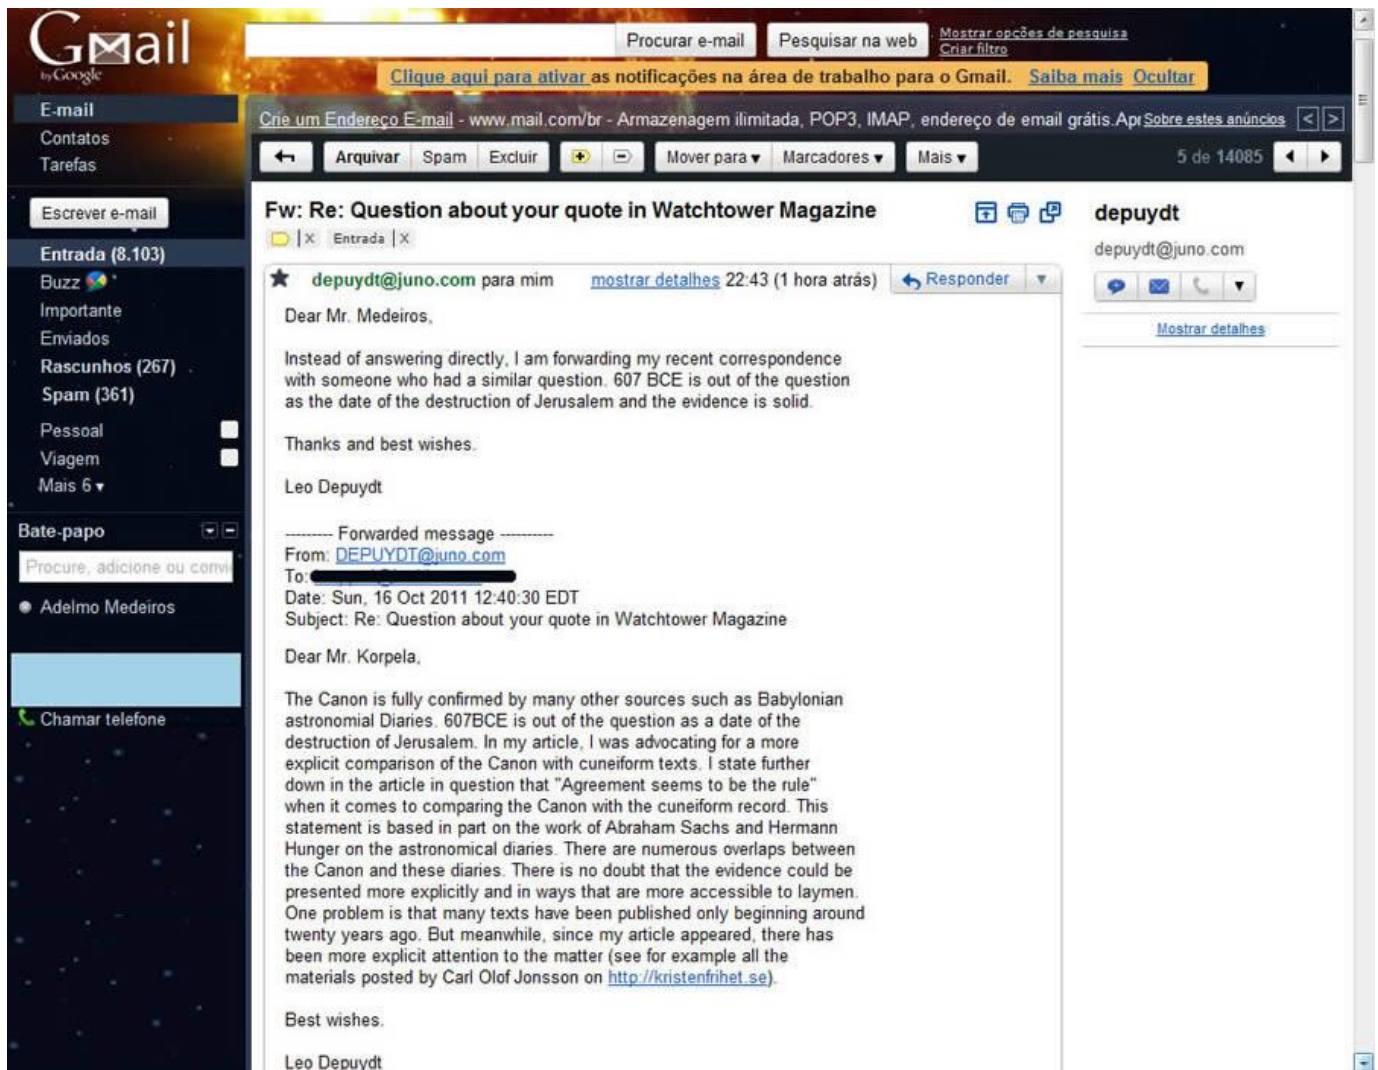 Gmail
by Google
Procurar e-mail
Pesquisar na web
Mostrar opções de pesquisa
Criar filtro
Clique aqui para ativar as notificações na área de trabalho para o Gmail. Saiba mais Ocultar
E-mail
Contatos
Tarefas
Crie um Endereço E-mail - www.mail.com/br - Armazenagem ilimitada, POP3, IMAP, endereço de email grátis.Apr Sobre estes anúncios < >
Arquivar Spam Excluir Mover para ▾ Marcadores ▾ Mais ▾ 5 de 14085
Escrever e-mail
Entrada (8.103)
Buzz
Importante
Enviados
Rascunhos (267)
Spam (361)
Pessoal
Viagem
Mais 6 ▾
Bate-papo
Procure, adicione ou convi
Adelmo Medeiros
Chamar telefone
Fw: Re: Question about your quote in Watchtower Magazine
X Entrada X
depuydt@juno.com para mim mostrar detalhes 22:43 (1 hora atrás) Responder
Dear Mr. Medeiros,
Instead of answering directly, I am forwarding my recent correspondence
with someone who had a similar question. 607 BCE is out of the question
as the date of the destruction of Jerusalem and the evidence is solid.
Thanks and best wishes.
Leo Depuydt
--------- Forwarded message ----------
From: DEPUYDT@juno.com
To:
Date: Sun, 16 Oct 2011 12:40:30 EDT
Subject: Re: Question about your quote in Watchtower Magazine
Dear Mr. Korpela,
The Canon is fully confirmed by many other sources such as Babylonian
astronomial Diaries. 607BCE is out of the question as a date of the
destruction of Jerusalem. In my article, I was advocating for a more
explicit comparison of the Canon with cuneiform texts. I state further
down in the article in question that "Agreement seems to be the rule"
when it comes to comparing the Canon with the cuneiform record. This
statement is based in part on the work of Abraham Sachs and Hermann
Hunger on the astronomical diaries. There are numerous overlaps between
the Canon and these diaries. There is no doubt that the evidence could be
presented more explicitly and in ways that are more accessible to laymen.
One problem is that many texts have been published only beginning around
twenty years ago. But meanwhile, since my article appeared, there has
been more explicit attention to the matter (see for example all the
materials posted by Carl Olof Jonsson on http://kristenfrihet.se).
Best wishes.
Leo Depuydt
depuydt
depuydt@juno.com
Mostrar detalhes